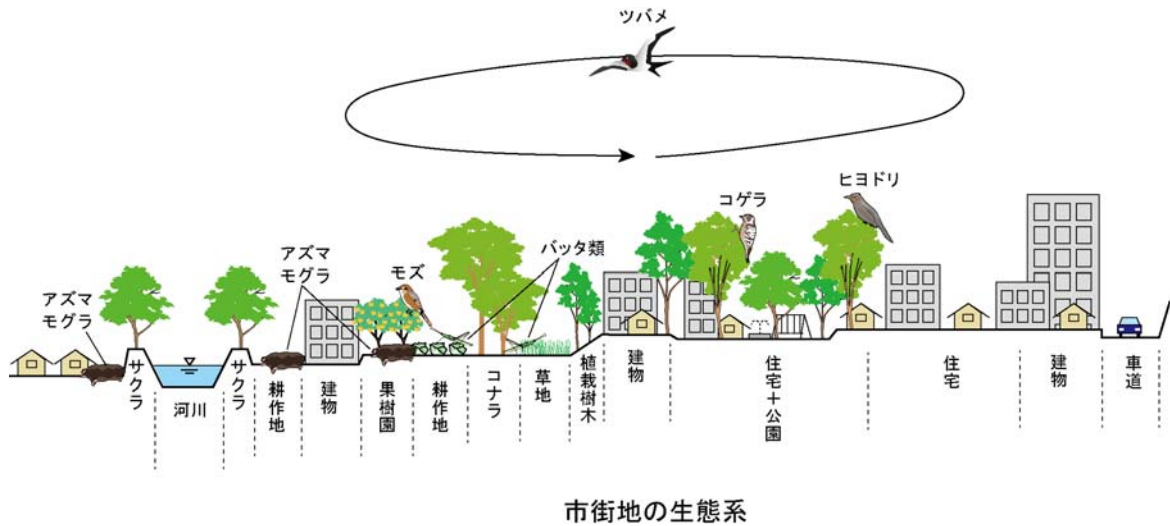 ツバメ
ヒヨドリ
コゲラ
アズマ
モグラ
モズ
バッタ類
アズマ
モグラ
サクラ
河川
サクラ
耕作地
建物
果樹園
耕作地
コナラ
草地
植栽樹木
建物
住宅+公園
住宅
建物
車道
市街地の生態系